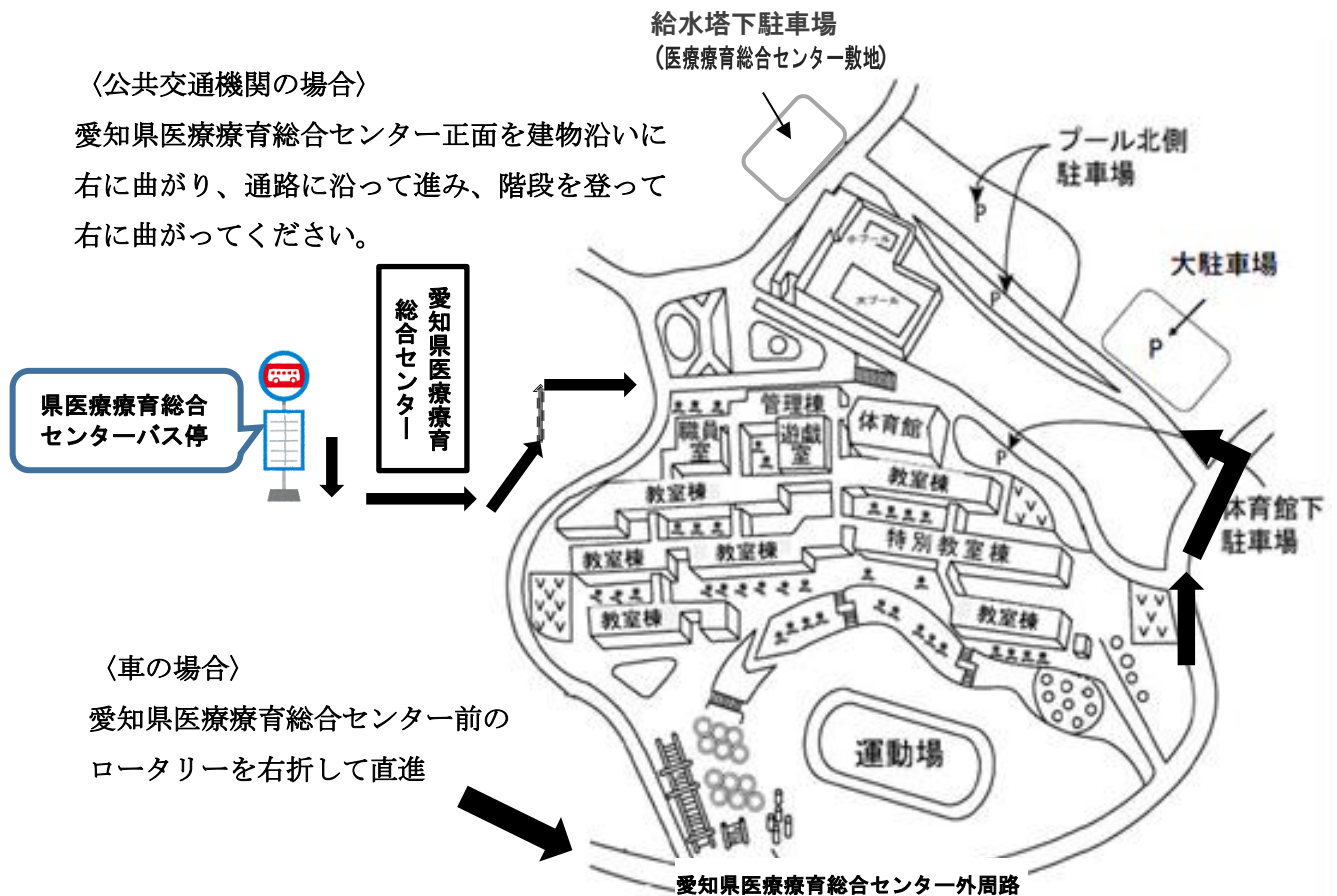 給水塔下駐車場
（医療療育総合センター敷地）
〈公共交通機関の場合〉
愛知県医療療育総合センター正面を建物沿いに
右に曲がり、通路に沿って進み、階段を登って
右に曲がってください。
プール北側
駐車場
P
P
大駐車場
P
小プール
大プール
愛知県医療療育
総合センター
県医療療育総合
センターバス停
管理棟
職員
室
遊戯
室
体育館
P
教室棟
教室棟
体育館下
駐車場
教室棟
教室棟
特別教室棟
教室棟
教室棟
〈車の場合〉
愛知県医療療育総合センター前の
ロータリーを右折して直進
運動場
愛知県医療療育総合センター外周路